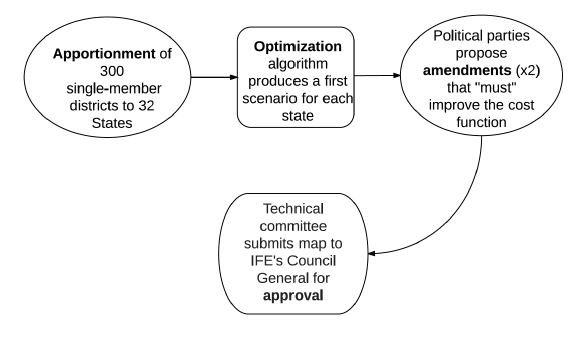 Apportionment of
300
single-member
districts to 32
States
Optimization
algorithm
produces a first
scenario for each
state
Political parties
propose
amendments (x2)
that "must"
improve the cost
function
Technical
committee
submits map to
IFE's Council
General for
approval